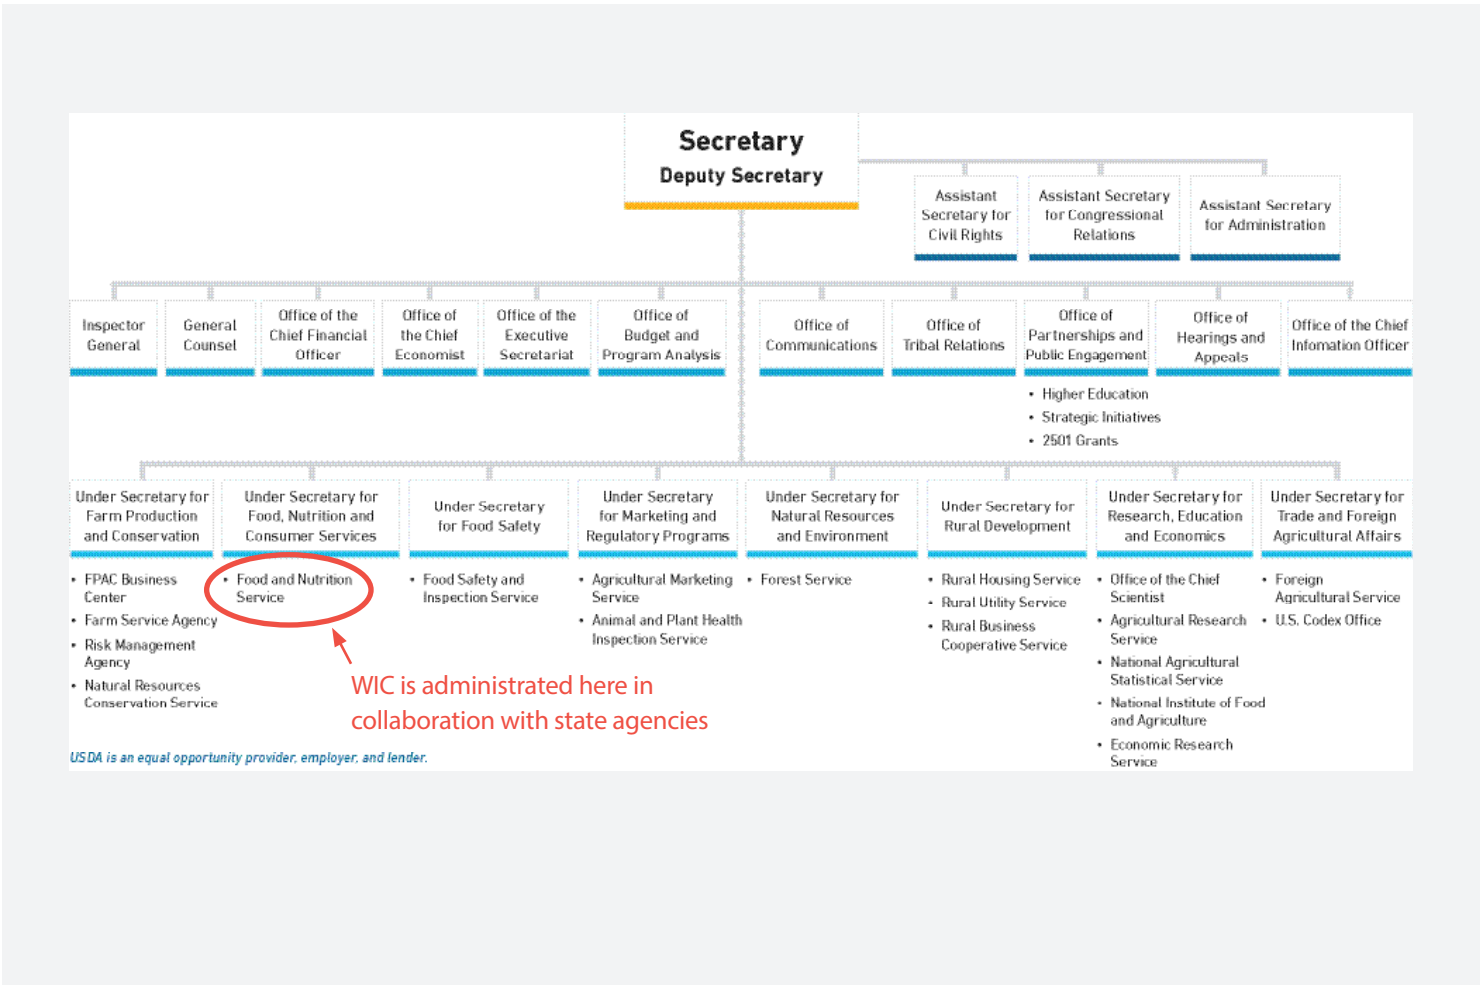 Secretary
Deputy Secretary
Assistant
Secretary for
Civil Rights
Assistant Secretary
for Congressional
Relations
Assistant Secretary
for Administration
Inspector
General
General
Counsel
Office of the
Chief Financial
Officer
Office of
the Chief
Economist
Office of the
Executive
Secretariat
Office of
Budget and
Program Analysis
Office of
Communications
Office of
Tribal Relations
Office of
Partnerships and
Public Engagement
• Higher Education
• Strategic Initiatives
• 2501 Grants
Office of
Hearings and
Appeals
Office of the Chief
Infomation Officer
Under Secretary for
Farm Production
and Conservation
• FPAC Business
Center
• Farm Service Agency
• Risk Management
Agency
• Natural Resources
Conservation Service
Under Secretary for
Food, Nutrition and
Consumer Services
• Food and Nutrition
Service
WIC is administrated here in
collaboration with state agencies
Under Secretary
for Food Safety
• Food Safety and
Inspection Service
Under Secretary
for Marketing and
Regulatory Programs
• Agricultural Marketing
Service
• Animal and Plant Health
Inspection Service
Under Secretary for
Natural Resources
and Environment
• Forest Service
Under Secretary for
Rural Development
• Rural Housing Service
• Rural Utility Service
• Rural Business
Cooperative Service
Under Secretary for
Research, Education
and Economics
• Office of the Chief
Scientist
• Agricultural Research
Service
• National Agricultural
Statistical Service
• National Institute of Food
and Agriculture
• Economic Research
Service
Under Secretary for
Trade and Foreign
Agricultural Affairs
• Foreign
Agricultural Service
• U.S. Codex Office
USDA is an equal opportunity provider, employer, and lender.